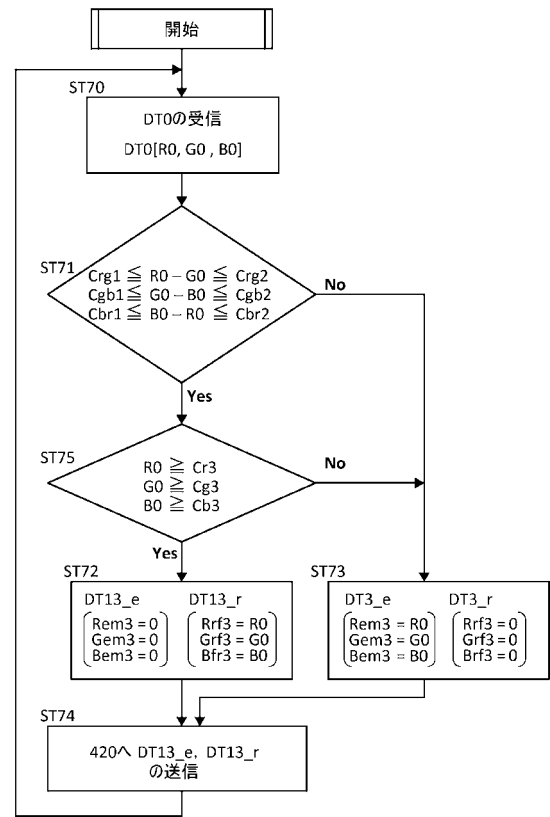 開始
ST70
DT0の受信
DT0[R0, G0 , B0]
ST71
Crg1 ≦ R0 − G0 ≦ Crg2
Cgb1 ≦ G0 − B0 ≦ Cgb2
Cbr1 ≦ B0 − R0 ≦ Cbr2
No
Yes
ST75
R0 ≧ Cr3
G0 ≧ Cg3
B0 ≧ Cb3
No
Yes
ST72
DT13_e DT13_r
Rem3 = 0 Rrf3 = R0
Gem3 = 0 Grf3 = G0
Bem3 = 0 Bfr3 = B0
ST73
DT3_e DT3_r
Rem3 = R0 Rrf3 = 0
Gem3 = G0 Grf3 = 0
Bem3 = B0 Brf3 = 0
ST74
420へ DT13_e, DT13_r
の送信